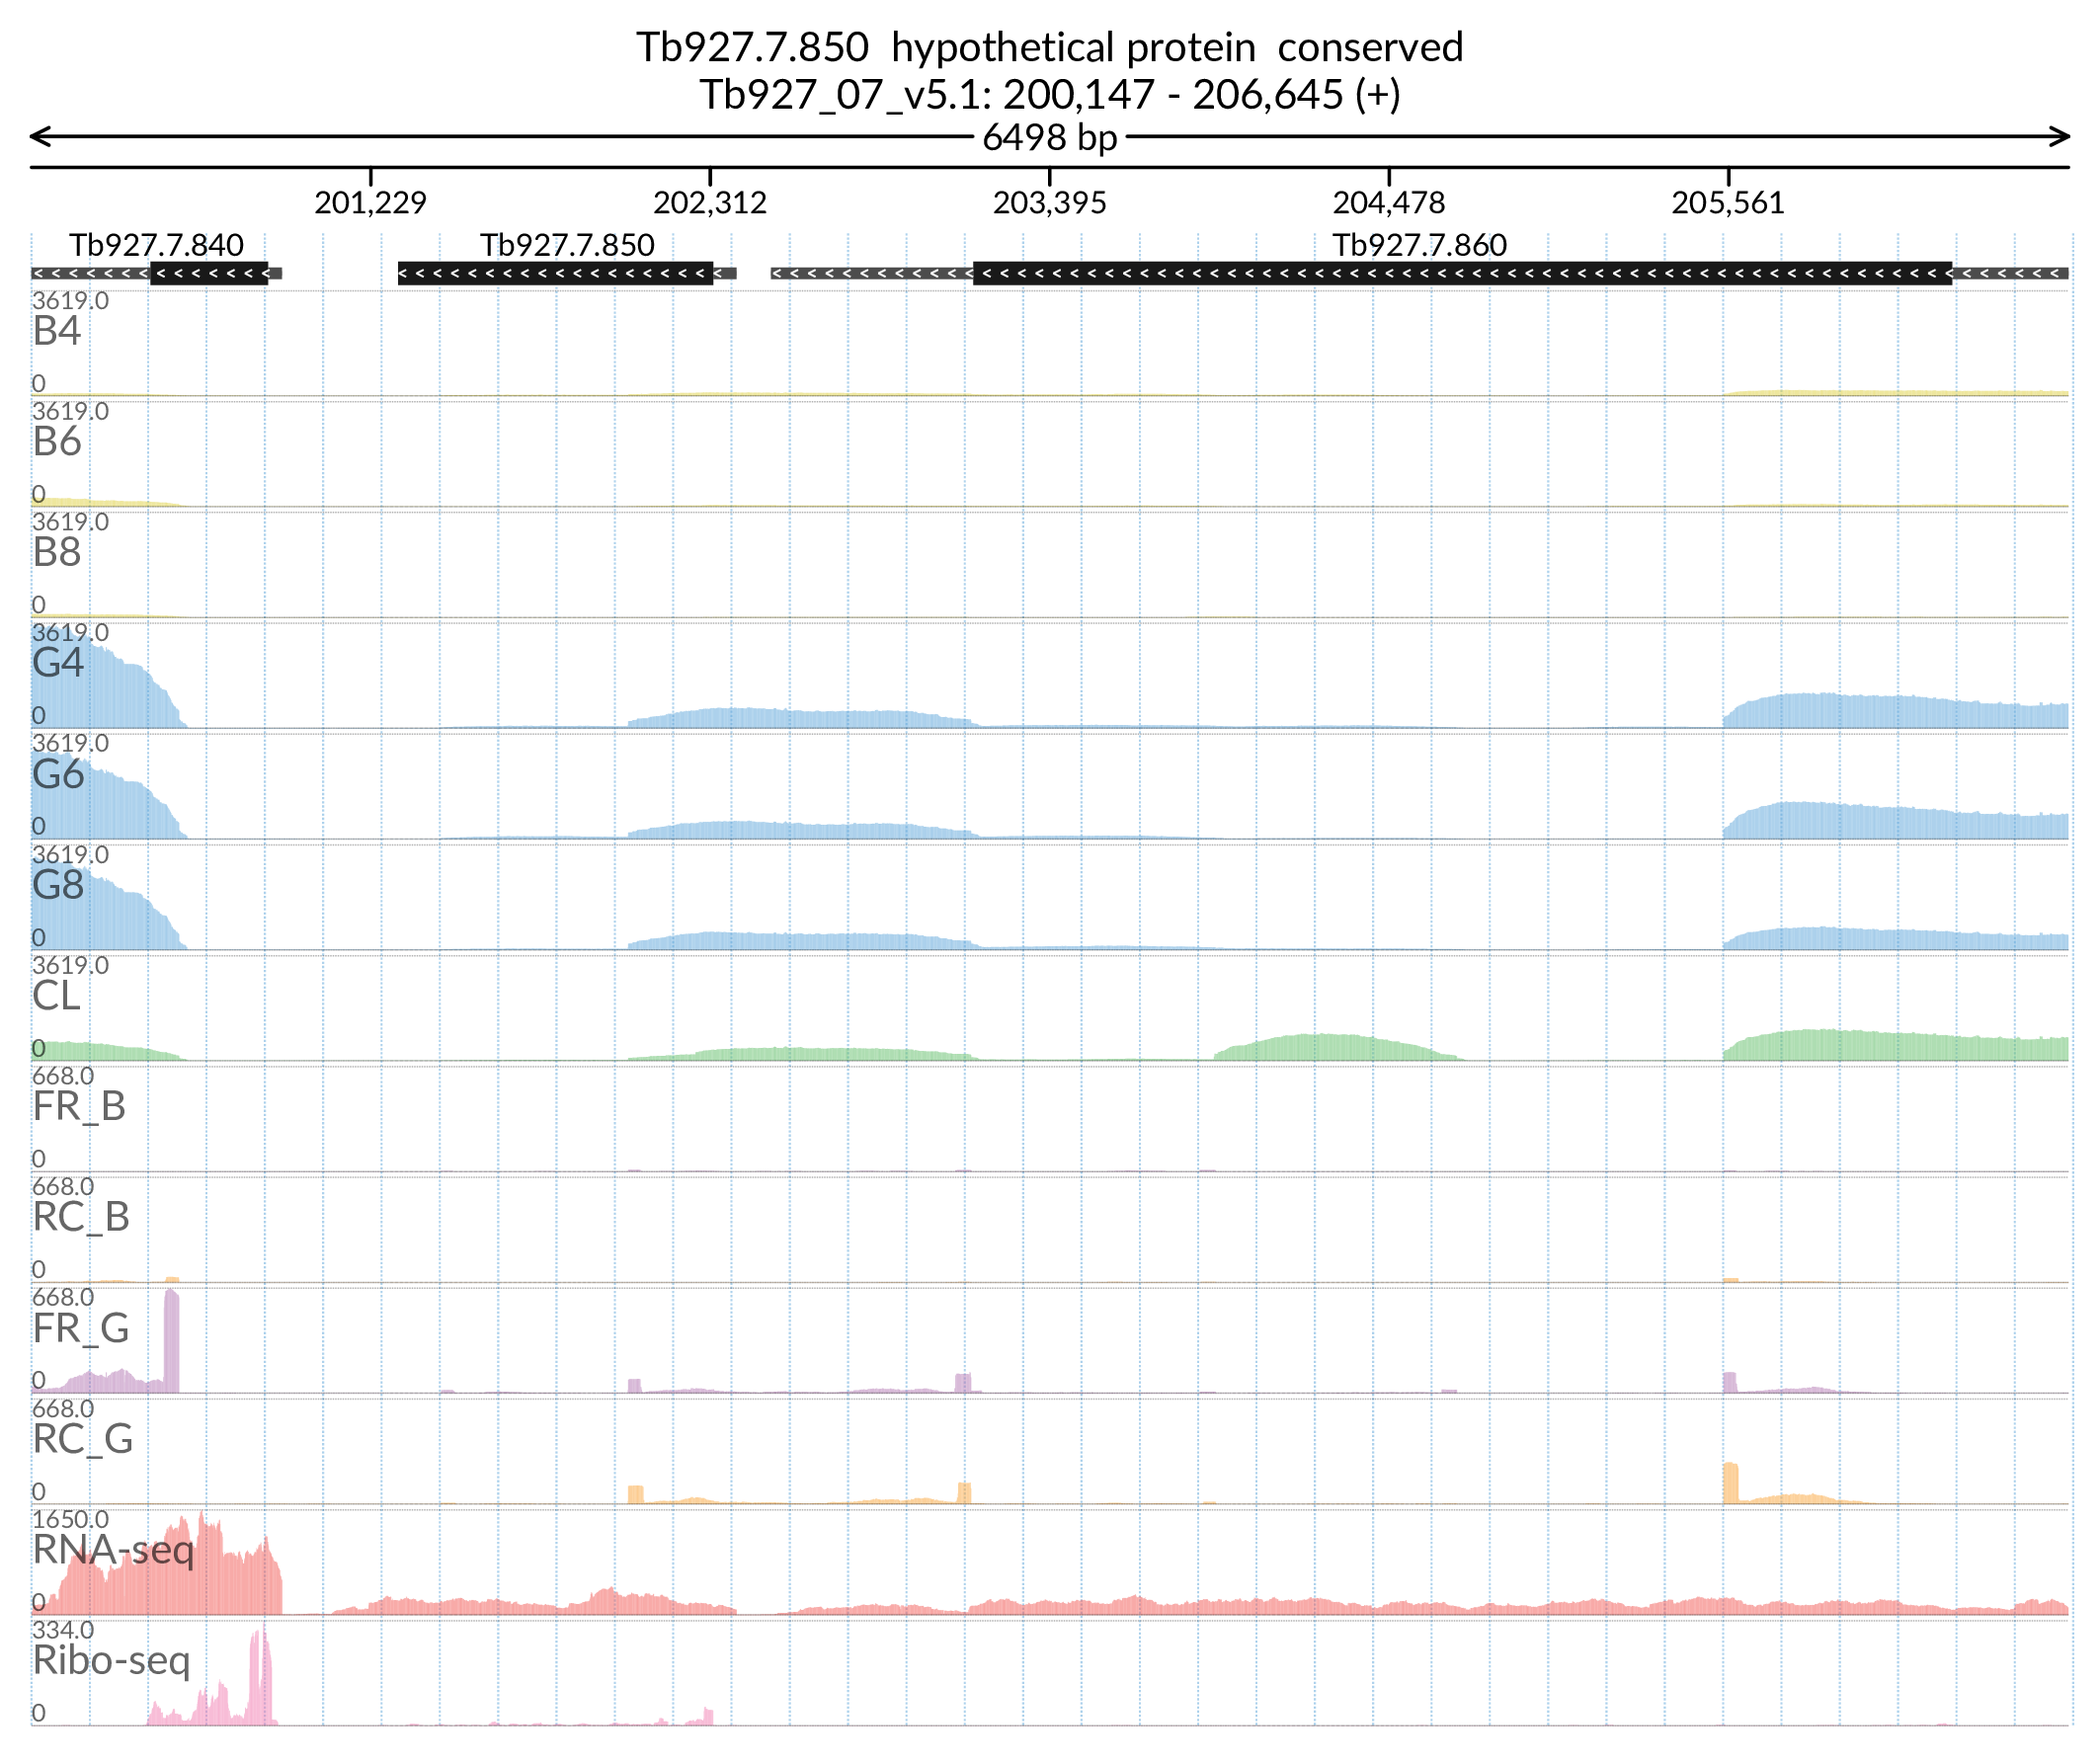 Tb927.7.850  hypothetical protein  conserved
Tb927_07_v5.1: 200,147 - 206,645 (+)
6498 bp
201,229 202,312 203,395 204,478 205,561
Tb927.7.840 Tb927.7.850 Tb927.7.860
3619.0
B4
0
3619.0
B6
0
3619.0
B8
0
3619.0
G4
0
3619.0
G6
0
3619.0
G8
0
3619.0
CL
0
668.0
FR_B
0
668.0
RC_B
0
668.0
FR_G
0
668.0
RC_G
0
1650.0
RNA-seq
0
334.0
Ribo-seq
0